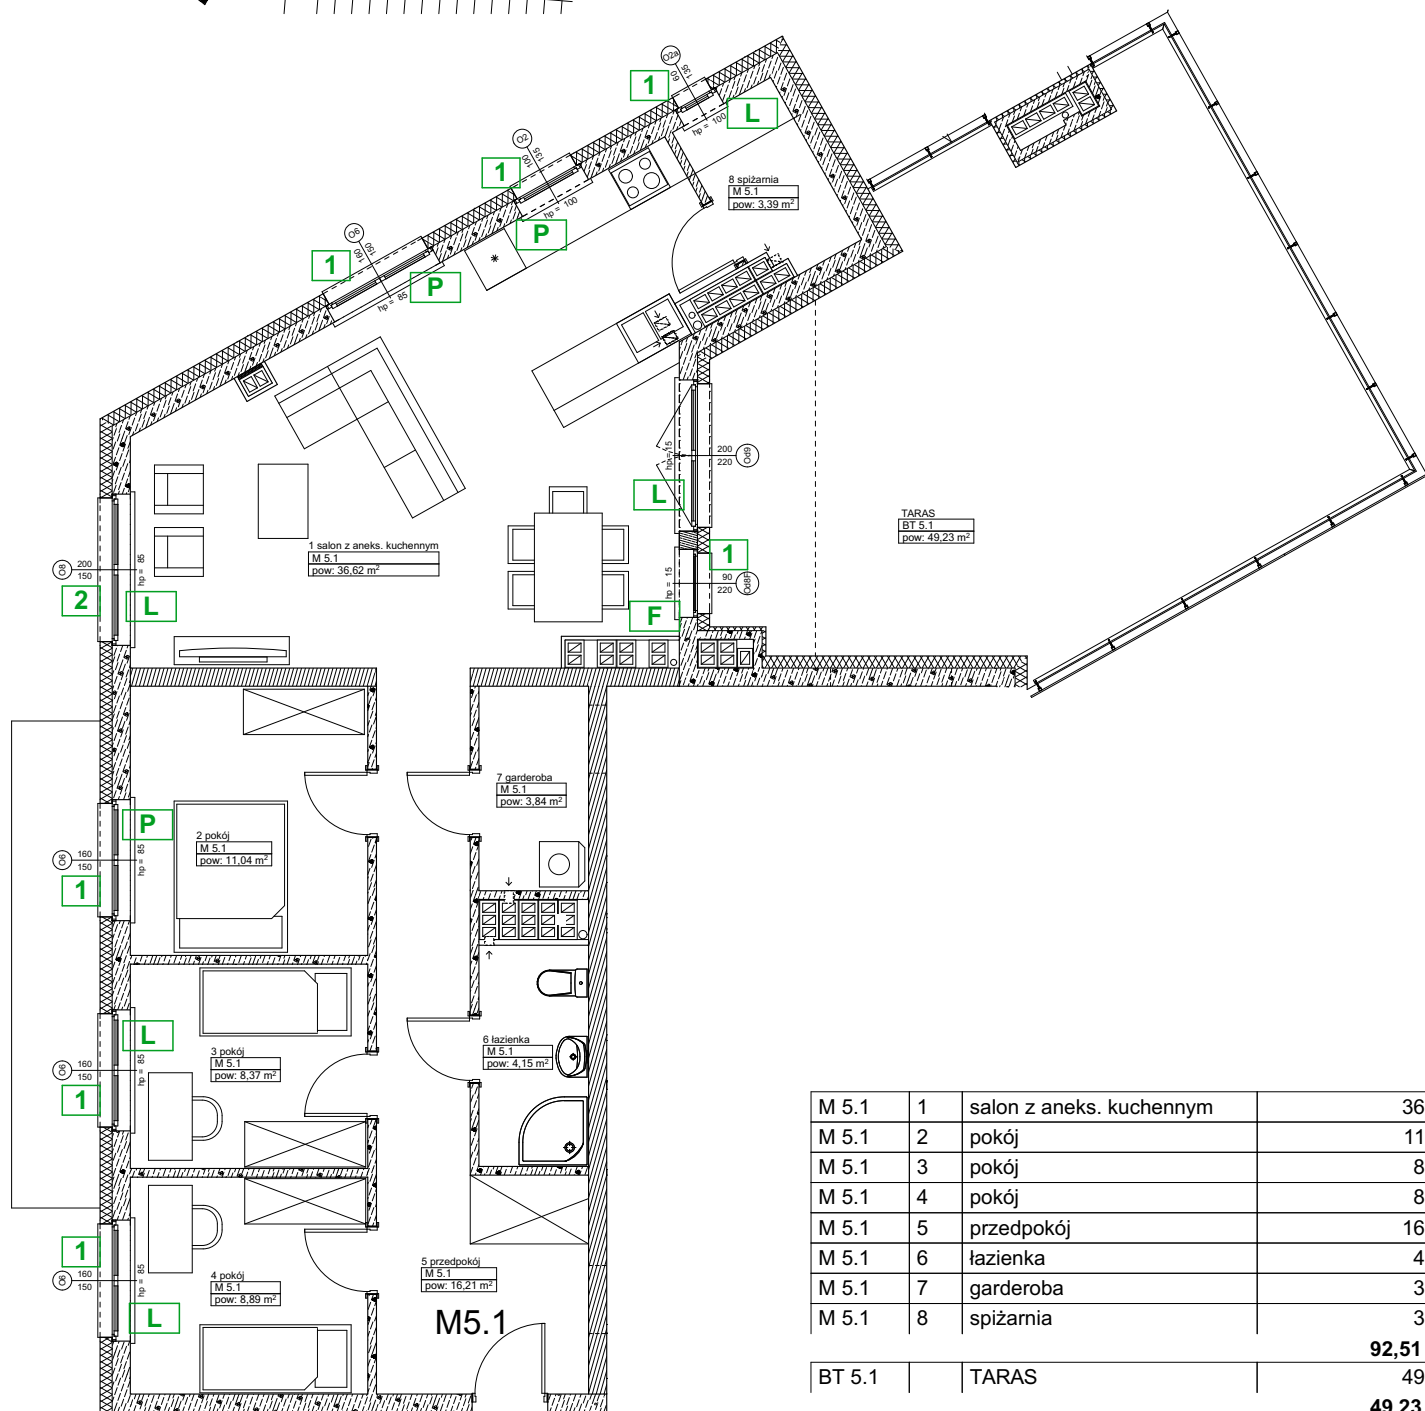 O2a
60
135
hp = 100
1
L
O2
100
135
hp = 100
1
P
8 spiżarnia
M 5.1
pow: 3,39 m²
O6
160
150
hp = 85
1
P
Od9
200
220
hp = 15
L
TARAS
BT 5.1
pow: 49,23 m²
1 salon z aneks. kuchennym
M 5.1
pow: 36,62 m²
O8
200
150
hp = 85
2
L
1
Od8F
90
220
hp = 15
F
7 garderoba
M 5.1
pow: 3,84 m²
P
2 pokój
M 5.1
pow: 11,04 m²
O6
160
150
hp = 85
1
L
3 pokój
M 5.1
pow: 8,37 m²
6 łazienka
M 5.1
pow: 4,15 m²
O6
160
150
hp = 85
1
1
4 pokój
M 5.1
pow: 8,89 m²
O6
160
150
hp = 85
L
5 przedpokój
M 5.1
pow: 16,21 m²
M5.1
M 5.1 1 salon z aneks. kuchennym 36
M 5.1 2 pokój 11
M 5.1 3 pokój 8
M 5.1 4 pokój 8
M 5.1 5 przedpokój 16
M 5.1 6 łazienka 4
M 5.1 7 garderoba 3
M 5.1 8 spiżarnia 3
92,51
BT 5.1 TARAS 49
49,23